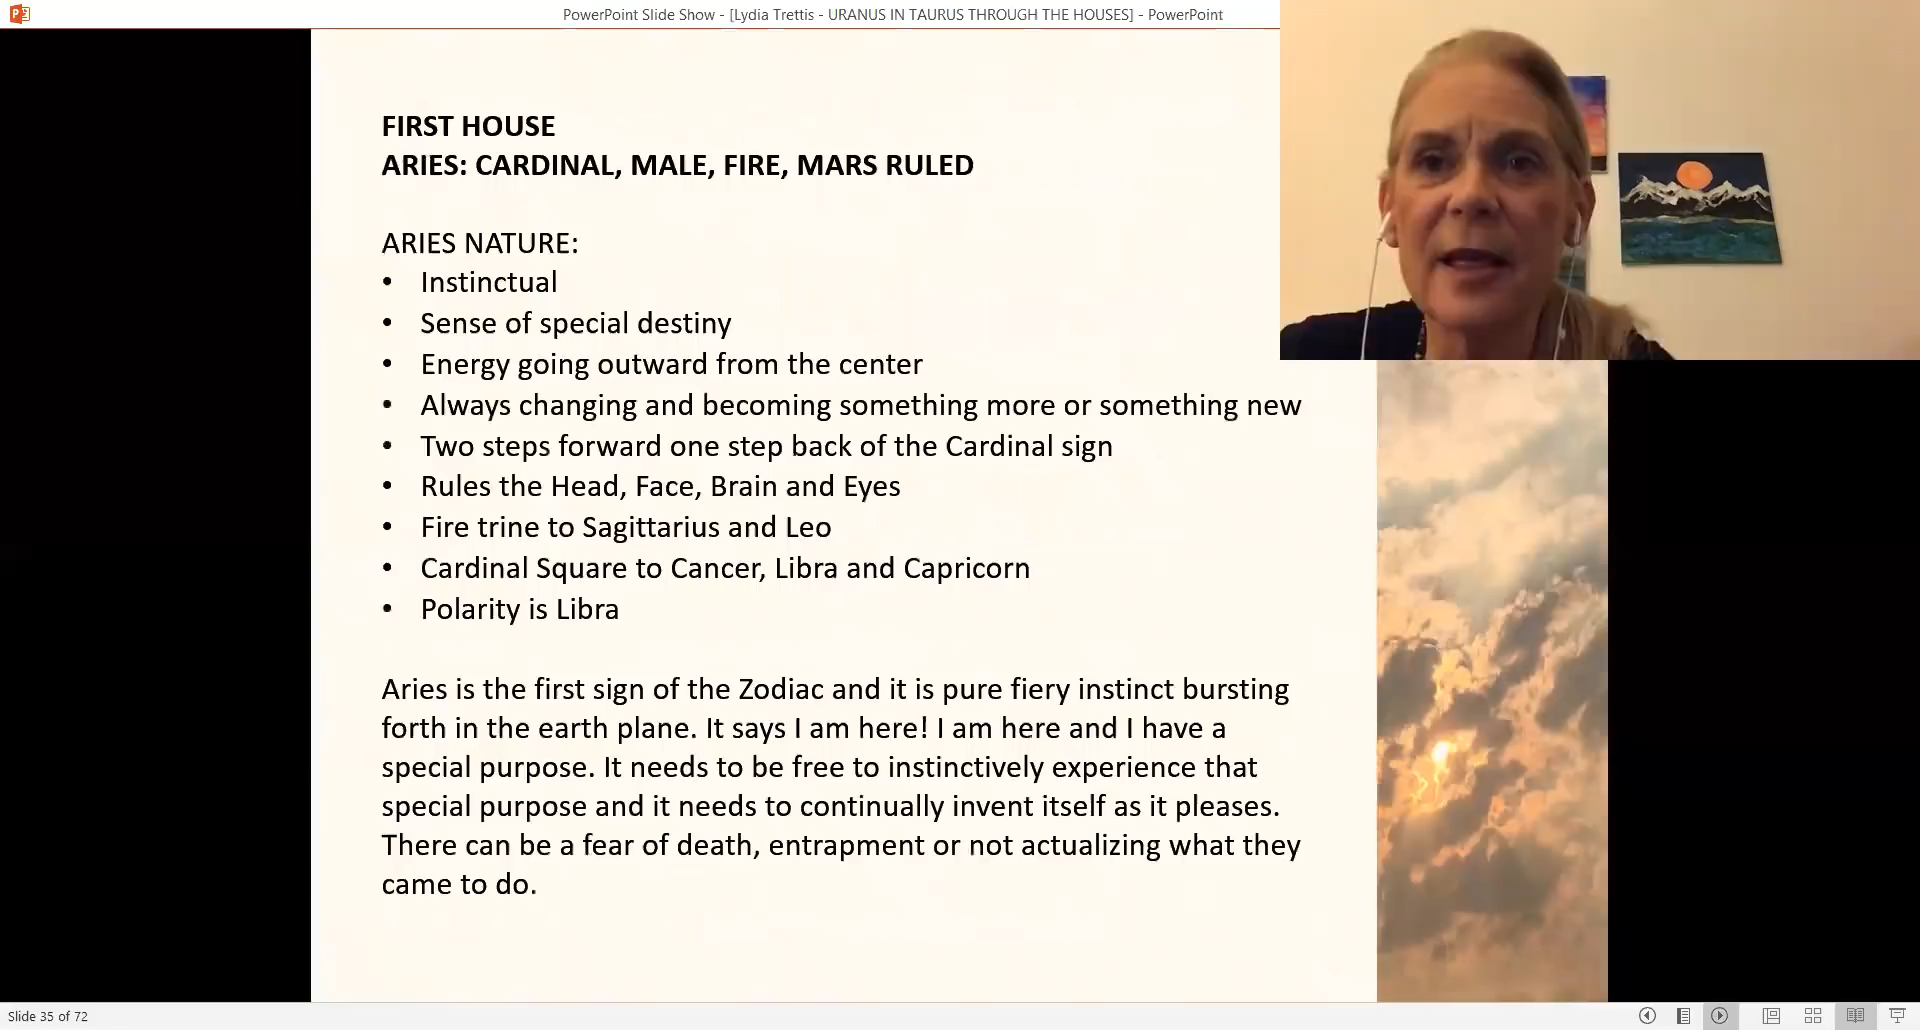 PowerPoint Slide Show - [Lydia Trettis - URANUS IN TAURUS THROUGH THE HOUSES] - PowerPoint
FIRST HOUSE
ARIES: CARDINAL, MALE, FIRE, MARS RULED
ARIES NATURE:
• Instinctual
• Sense of special destiny
• Energy going outward from the center
• Always changing and becoming something more or something new
• Two steps forward one step back of the Cardinal sign
• Rules the Head, Face, Brain and Eyes
• Fire trine to Sagittarius and Leo
• Cardinal Square to Cancer, Libra and Capricorn
• Polarity is Libra
Aries is the first sign of the Zodiac and it is pure fiery instinct bursting
forth in the earth plane. It says I am here! I am here and I have a
special purpose. It needs to be free to instinctively experience that
special purpose and it needs to continually invent itself as it pleases.
There can be a fear of death, entrapment or not actualizing what they
came to do.
Slide 35 of 72